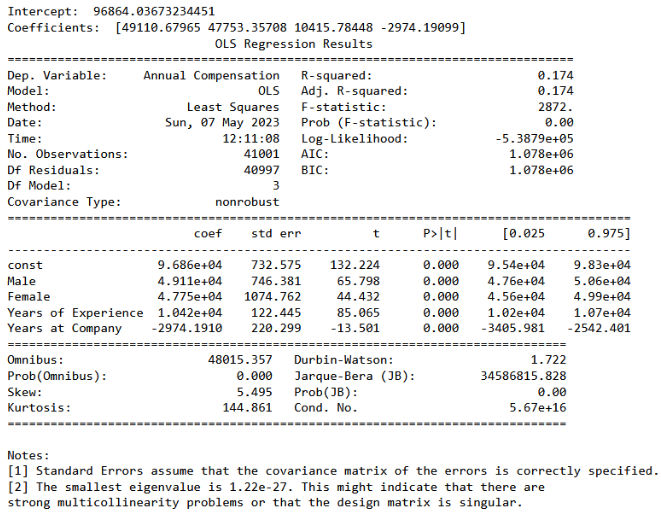 Intercept:  96864.03673234451
Coefficients:  [49110.67965 47753.35708 10415.78448 -2974.19099]
                            OLS Regression Results
==============================================================================
Dep. Variable:    Annual Compensation   R-squared:                       0.174
Model:                            OLS   Adj. R-squared:                  0.174
Method:                 Least Squares   F-statistic:                     2872.
Date:                Sun, 07 May 2023   Prob (F-statistic):               0.00
Time:                        12:11:08   Log-Likelihood:            -5.3879e+05
No. Observations:               41001   AIC:                         1.078e+06
Df Residuals:                   40997   BIC:                         1.078e+06
Df Model:                           3
Covariance Type:            nonrobust
=======================================================================================
                          coef    std err          t      P>|t|      [0.025      0.975]
---------------------------------------------------------------------------------------
const                9.686e+04    732.575    132.224      0.000    9.54e+04    9.83e+04
Male                 4.911e+04    746.381     65.798      0.000    4.76e+04    5.06e+04
Female               4.775e+04   1074.762     44.432      0.000    4.56e+04    4.99e+04
Years of Experience  1.042e+04    122.445     85.065      0.000    1.02e+04    1.07e+04
Years at Company    -2974.1910    220.299    -13.501      0.000   -3405.981   -2542.401
==============================================================================
Omnibus:                    48015.357   Durbin-Watson:                   1.722
Prob(Omnibus):                  0.000   Jarque-Bera (JB):         34586815.828
Skew:                           5.495   Prob(JB):                         0.00
Kurtosis:                     144.861   Cond. No.                     5.67e+16
==============================================================================
Notes:
[1] Standard Errors assume that the covariance matrix of the errors is correctly specified.
[2] The smallest eigenvalue is 1.22e-27. This might indicate that there are
strong multicollinearity problems or that the design matrix is singular.